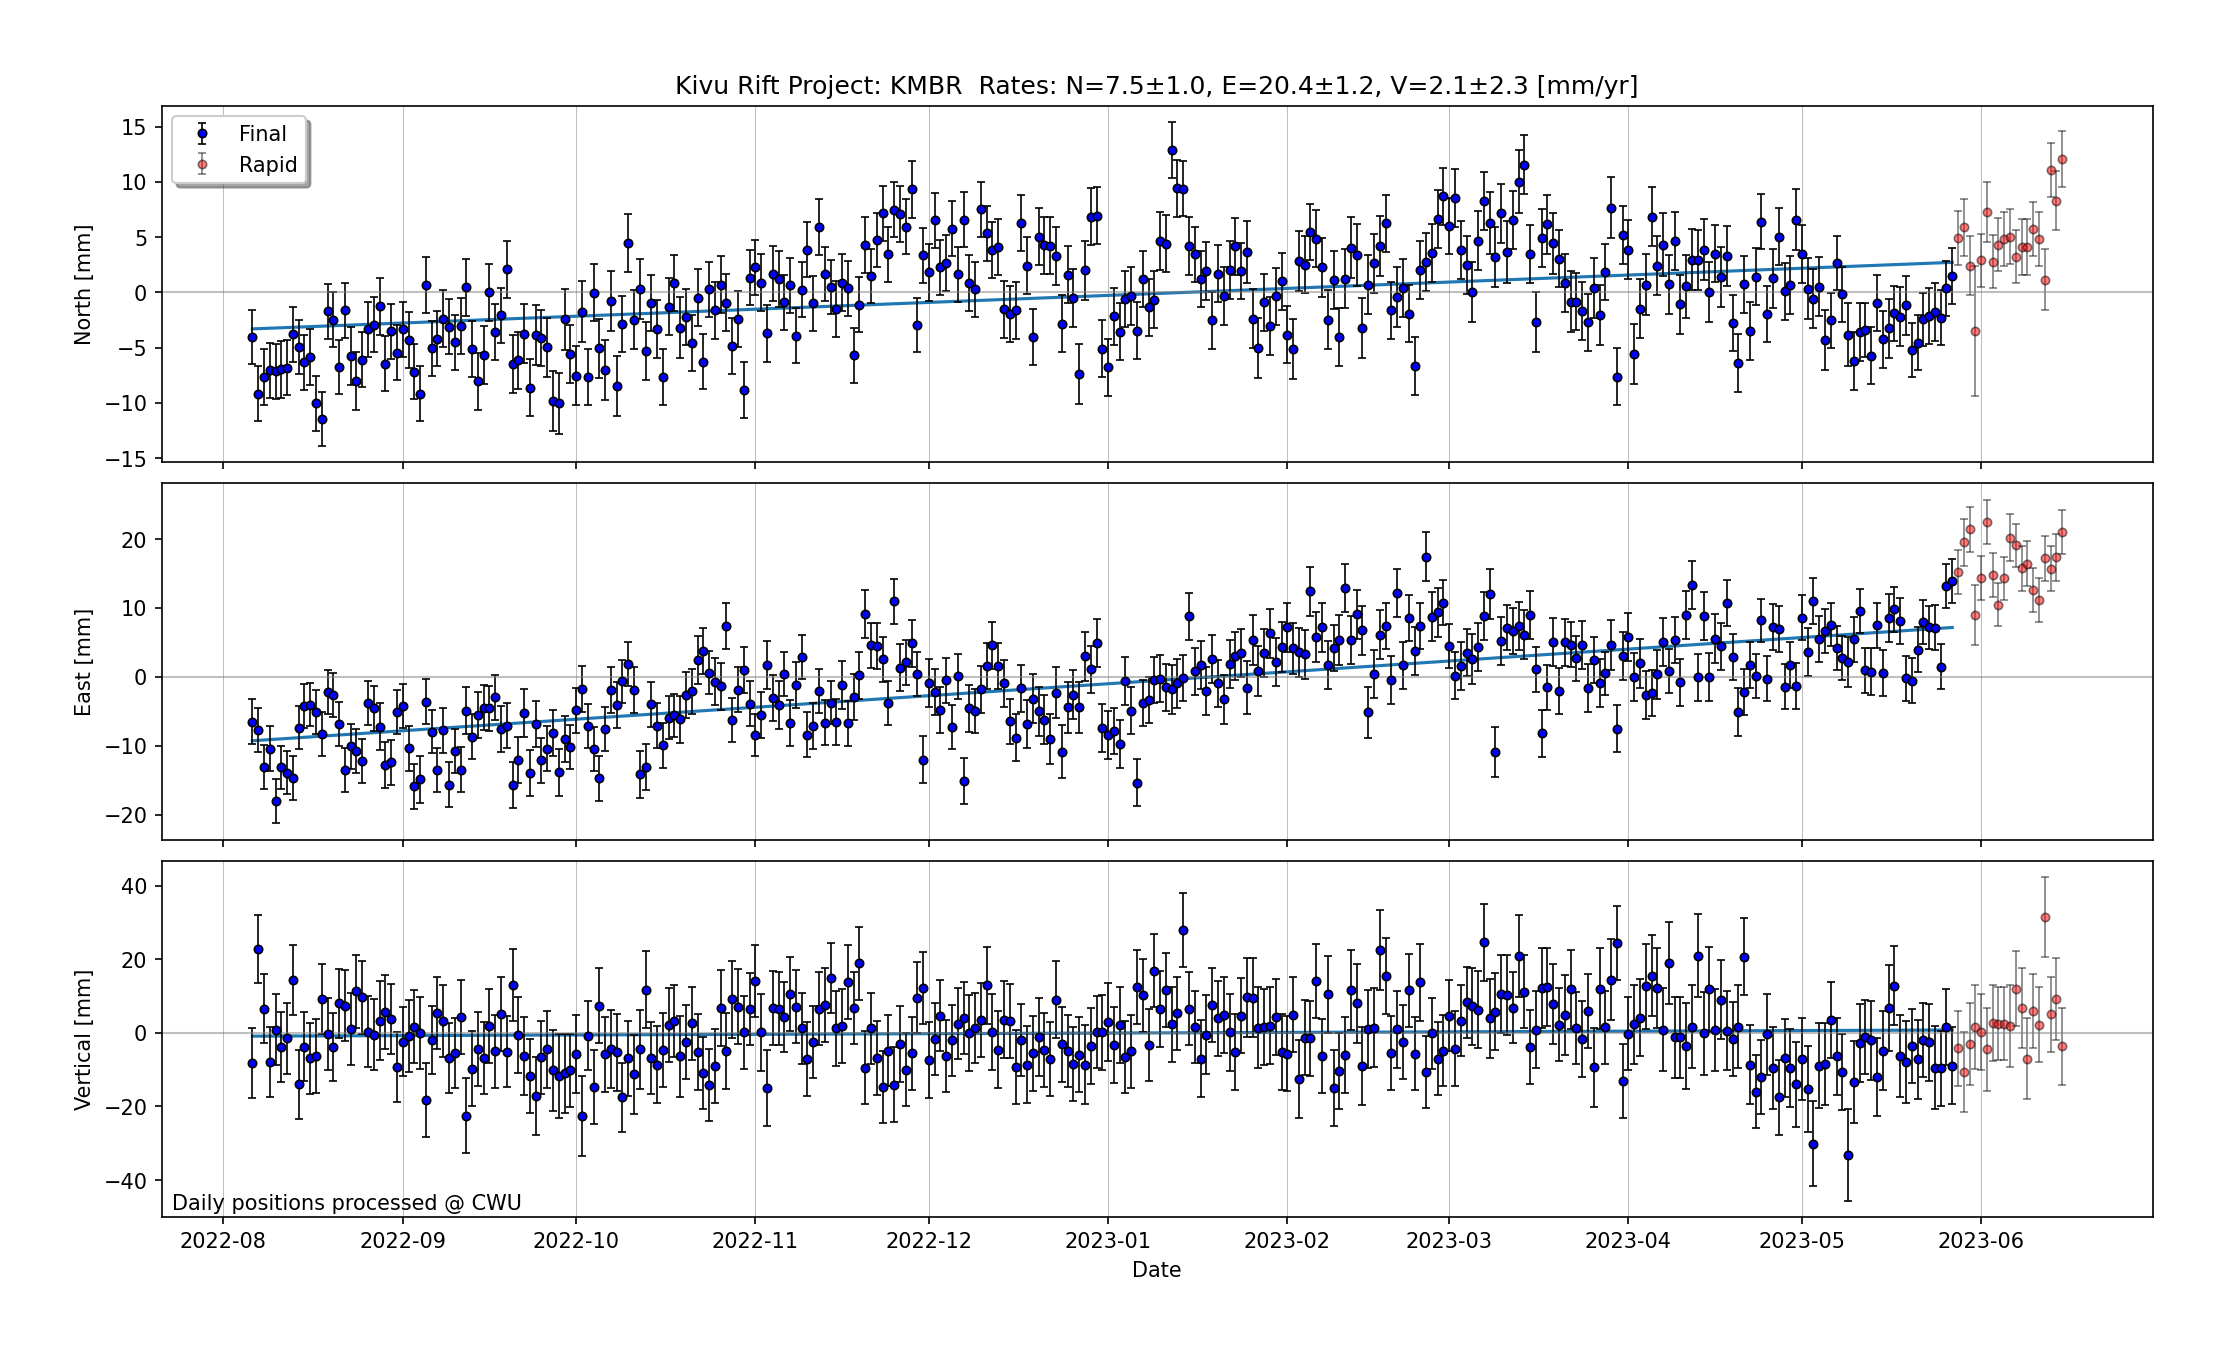 Kivu Rift Project: KMBR  Rates: N=7.5±1.0, E=20.4±1.2, V=2.1±2.3 [mm/yr]
Final
Rapid
North [mm]
15
10
5
0
−5
−10
−15
East [mm]
20
10
0
−10
−20
Vertical [mm]
40
20
0
−20
−40
Daily positions processed @ CWU
2022-08 2022-09 2022-10 2022-11 2022-12 2023-01 2023-02 2023-03 2023-04 2023-05 2023-06
Date